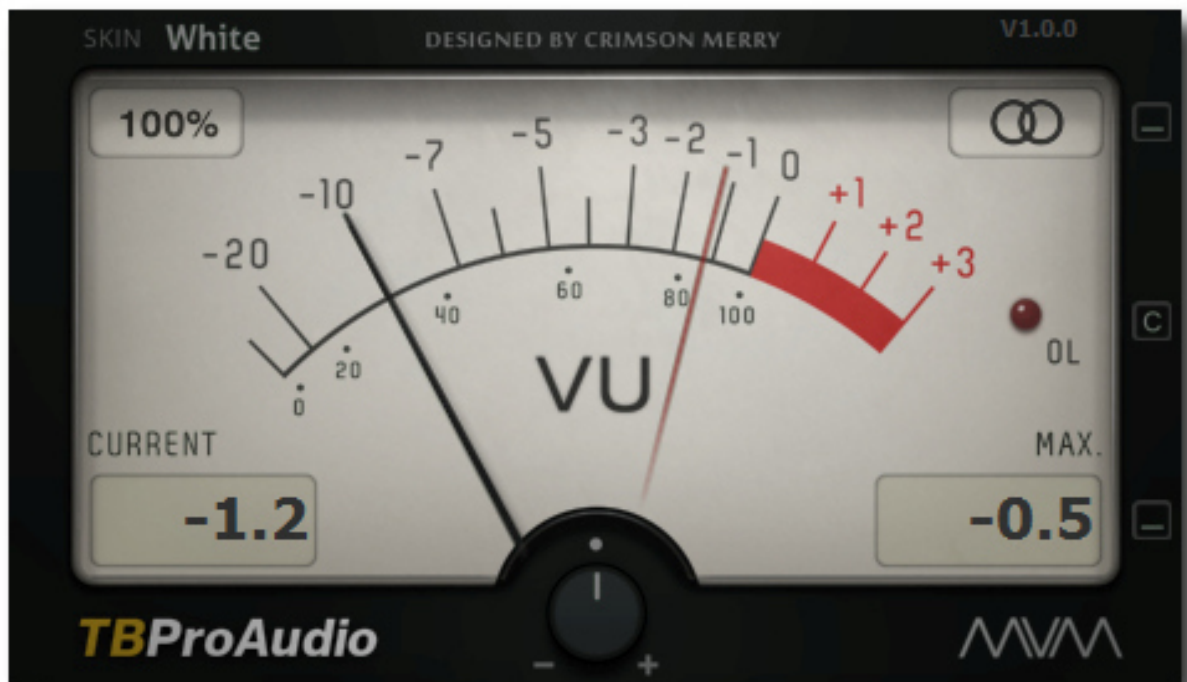 SKIN White
DESIGNED BY CRIMSON MERRY
V1.0.0
100%
-20 -10 -7 -5 -3 -2 -1 0 +1 +2 +3
0 20 40 60 80 100
VU
OL
C
CURRENT
MAX.
-1.2
-0.5
TBProAudio
MVM
- +